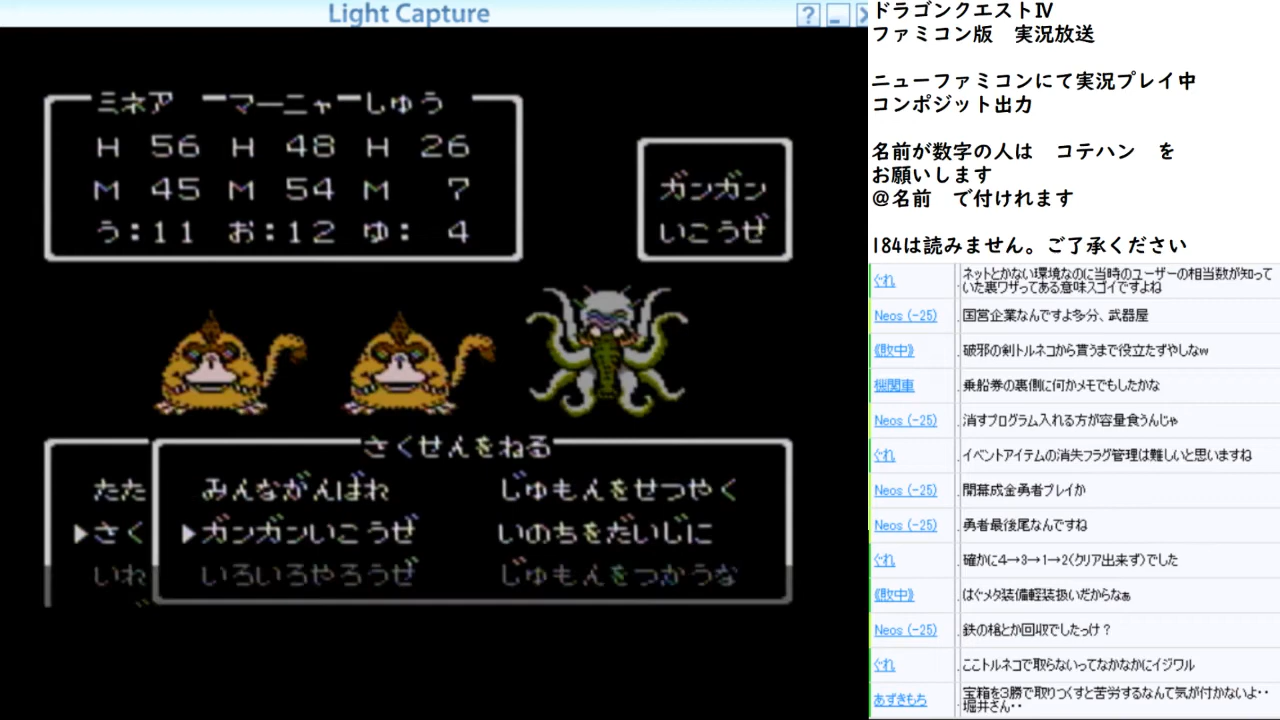 Light Capture
ミネア マーニャ しゅう
H 56 H 48 H 26
M 45 M 54 M 7
う:11 お:12 ゆ: 4
ガンガン
いこうぜ
さくせんをねる
たた みんながんばれ じゅもんをせつやく
さく ガンガンいこうぜ いのちをだいじに
いれ いろいろやろうぜ じゅもんをつかうな
ドラゴンクエストⅣ
ファミコン版 実況放送
ニューファミコンにて実況プレイ中
コンポジット出力
名前が数字の人は コテハン を
お願いします
@名前 で付けれます
184は読みません。ご了承ください
ぐれ ネットとかない環境なのに当時のユーザーの相当数が知って
いた裏ワザってある意味スゴイですよね
Neos (-25) 国営企業なんですよ多分、武器屋
《敗中》 破邪の剣トルネコから貰うまで役立たずやしなw
機関車 乗船券の裏側に何かメモでもしたかな
Neos (-25) 消すプログラム入れる方が容量食うんじゃ
ぐれ イベントアイテムの消失フラグ管理は難しいと思いますね
Neos (-25) 開幕成金勇者プレイか
Neos (-25) 勇者最後尾なんですね
ぐれ 確かに4→3→1→2(クリア出来ず)でした
《敗中》 はぐメタ装備軽装扱いだからなぁ
Neos (-25) 鉄の槍とか回収でしたっけ？
ぐれ ここトルネコで取らないってなかなかにイジワル
あずきもち 宝箱を3勝で取りつくすと苦労するなんて気が付かないよ・・
堀井さん・・